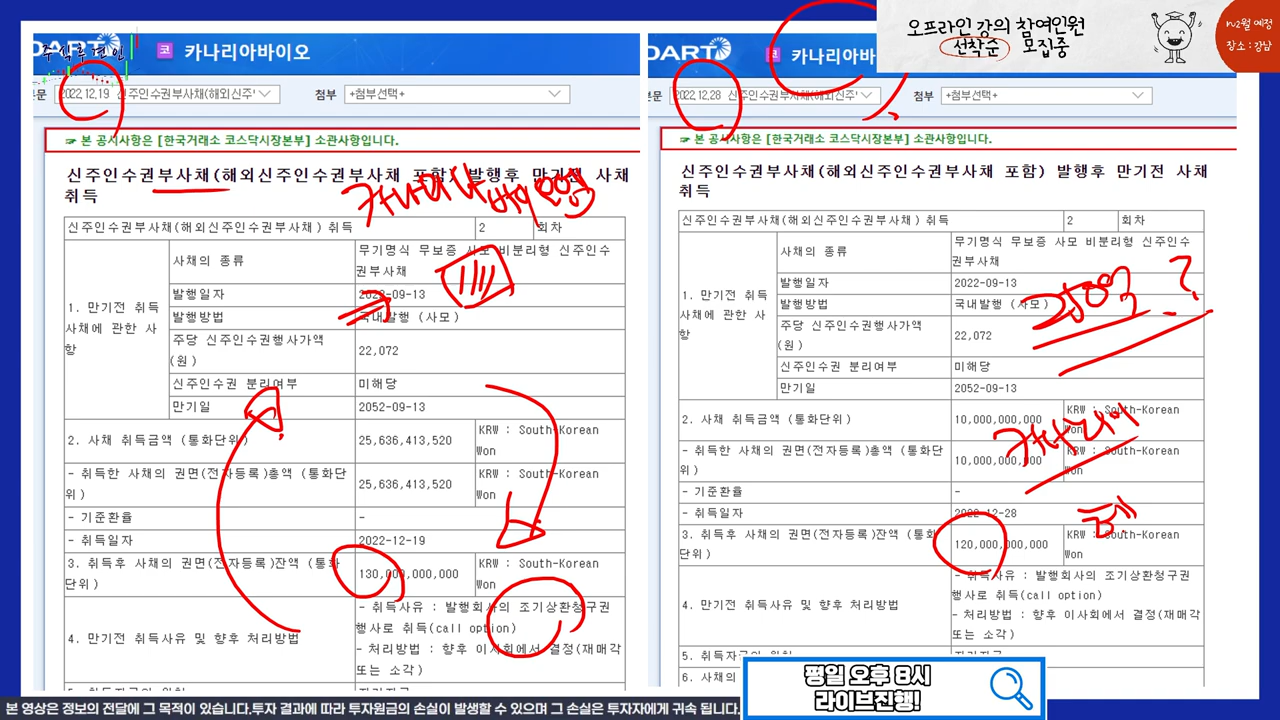 오프라인 강의 참여인원
선착순 모집중
N2월 예정
장소 : 강남
DART
코 카나리아바이오
본문 2022.12.19 신주인수권부사채(해외신주'
첨부 +첨부선택+
☞ 본 공시사항은 [한국거래소 코스닥시장본부] 소관사항입니다.
신주인수권부사채(해외신주인수권부사채 포함) 발행후 만기전 사채
취득
카나리아 바이오
신주인수권부사채(해외신주인수권부사채) 취득 2 회차
1. 만기전 취득
사채에 관한 사
항
사채의 종류
무기명식 무보증 사모 비분리형 신주인수
권부사채
발행일자 2022-09-13
발행방법 국내발행 (사모)
주당 신주인수권행사가액
(원)
22,072
신주인수권 분리여부 미해당
만기일 2052-09-13
2. 사채 취득금액 (통화단위) 25,636,413,520
KRW : South-Korean
Won
- 취득한 사채의 권면(전자등록)총액 (통화단
위)
25,636,413,520
KRW : South-Korean
Won
- 기준환율 -
- 취득일자 2022-12-19
3. 취득후 사채의 권면(전자등록)잔액 (통화
단위)
130,000,000,000
KRW : South-Korean
Won
4. 만기전 취득사유 및 향후 처리방법
- 취득사유 : 발행회사의 조기상환청구권
행사로 취득(call option)
- 처리방법 : 향후 이사회에서 결정(재매각
또는 소각)
DART
카나리아바이오
본문 2022.12.28 신주인수권부사채(해외신주'
첨부 +첨부선택+
☞ 본 공시사항은 [한국거래소 코스닥시장본부] 소관사항입니다.
신주인수권부사채(해외신주인수권부사채 포함) 발행후 만기전 사채
취득
신주인수권부사채(해외신주인수권부사채) 취득 2 회차
1. 만기전 취득
사채에 관한 사
항
사채의 종류
무기명식 무보증 사모 비분리형 신주인수
권부사채
발행일자 2022-09-13
발행방법 국내발행 (사모)
주당 신주인수권행사가액
(원)
22,072
신주인수권 분리여부 미해당
만기일 2052-09-13
2. 사채 취득금액 (통화단위) 10,000,000,000
KRW : South-Korean
Won
- 취득한 사채의 권면(전자등록)총액 (통화단
위)
10,000,000,000
KRW : South-Korean
Won
- 기준환율 -
- 취득일자 2022-12-28
3. 취득후 사채의 권면(전자등록)잔액 (통화
단위)
120,000,000,000
KRW : South-Korean
Won
4. 만기전 취득사유 및 향후 처리방법
- 취득사유 : 발행회사의 조기상환청구권
행사로 취득(call option)
- 처리방법 : 향후 이사회에서 결정(재매각
또는 소각)
평일 오후 8시
라이브진행!
본 영상은 정보의 전달에 그 목적이 있습니다.투자 결과에 따라 투자원금의 손실이 발생할 수 있으며 그 손실은 투자자에게 귀속 됩니다.